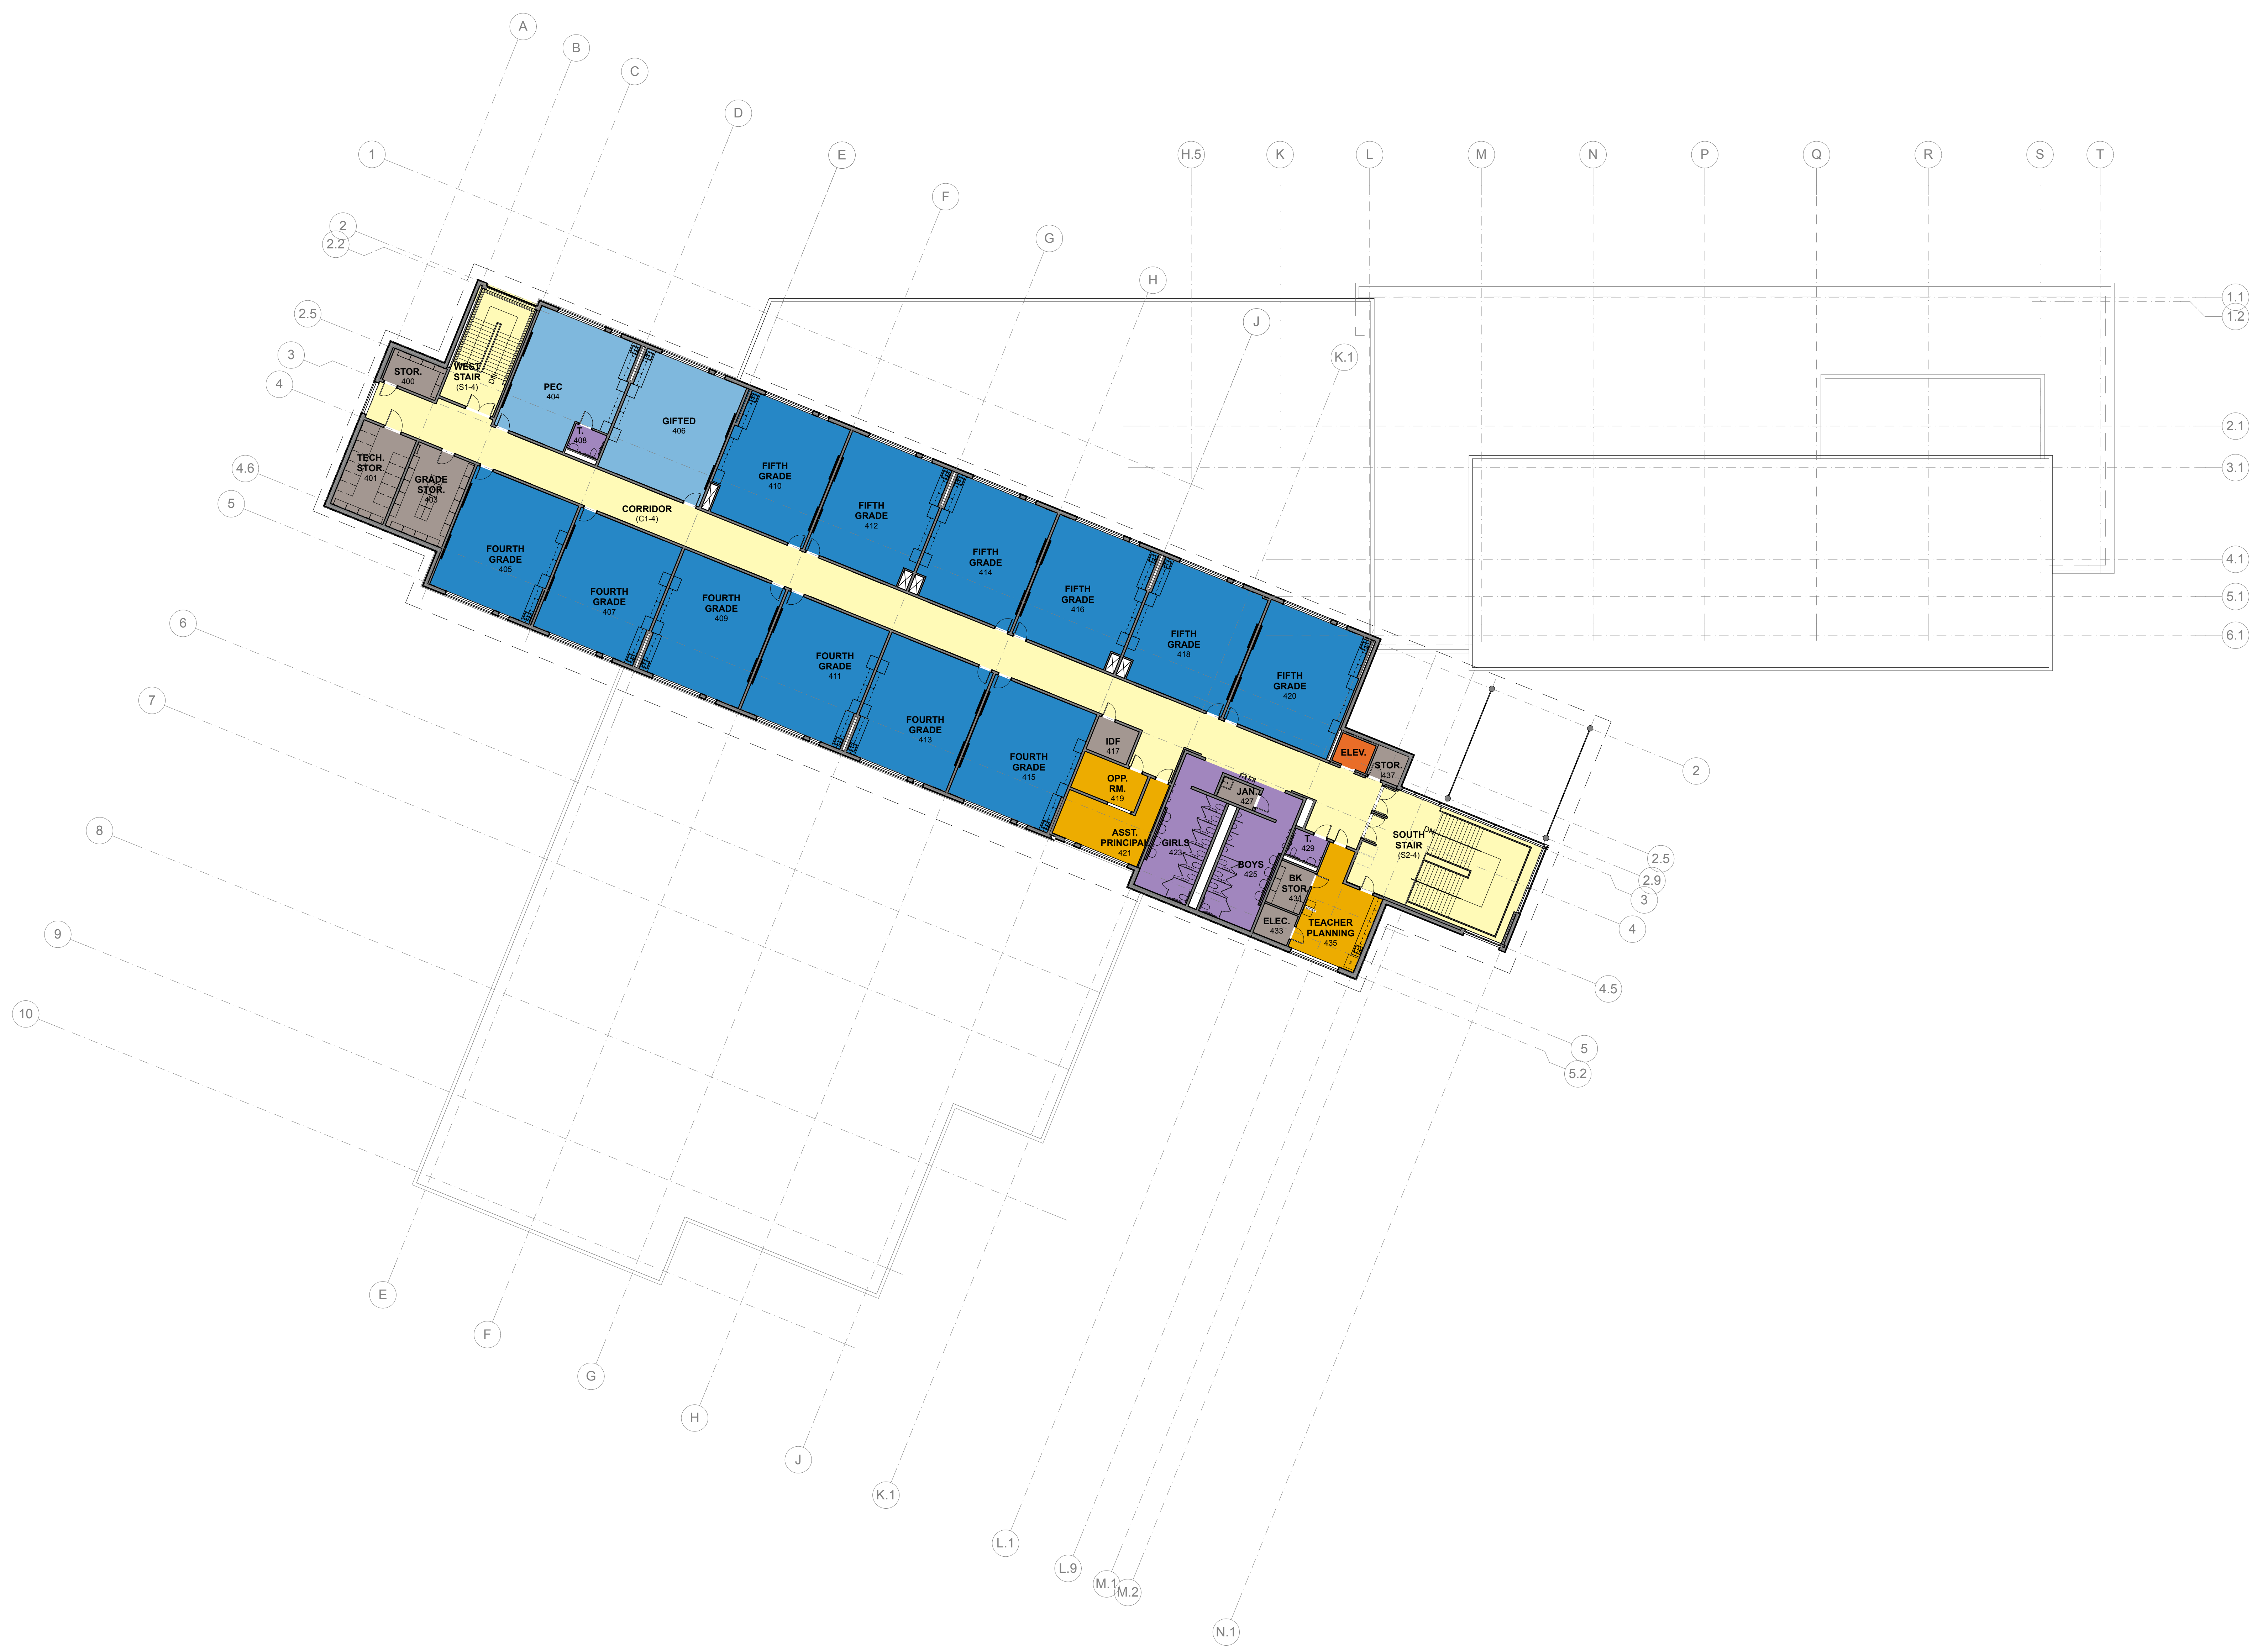 A
B
C
D
E
F
G
H
J
K.1
H.5
K
L
M
N
P
Q
R
S
T
1
2
2.2
2.5
3
4
4.6
5
6
7
8
9
10
1.1
1.2
2.1
3.1
4.1
5.1
6.1
STOR.
400
WEST
STAIR
(S1-4)
DN
PEC
404
T.
408
GIFTED
406
TECH.
STOR.
401
GRADE
STOR.
403
CORRIDOR
(C1-4)
FIFTH
GRADE
410
FIFTH
GRADE
412
FIFTH
GRADE
414
FIFTH
GRADE
416
FIFTH
GRADE
418
FIFTH
GRADE
420
FOURTH
GRADE
405
FOURTH
GRADE
407
FOURTH
GRADE
409
FOURTH
GRADE
411
FOURTH
GRADE
413
FOURTH
GRADE
415
IDF
417
OPP.
RM.
419
ASST.
PRINCIPAL
421
GIRLS
423
JAN.
427
BOYS
425
ELEV.
STOR.
437
T.
429
BK
STOR.
431
ELEC.
433
TEACHER
PLANNING
435
SOUTH
STAIR
(S2-4)
DN
2
2.5
2.9
3
4
4.5
5
5.2
E
F
G
H
J
K.1
L.1
L.9
M.1
M.2
N.1